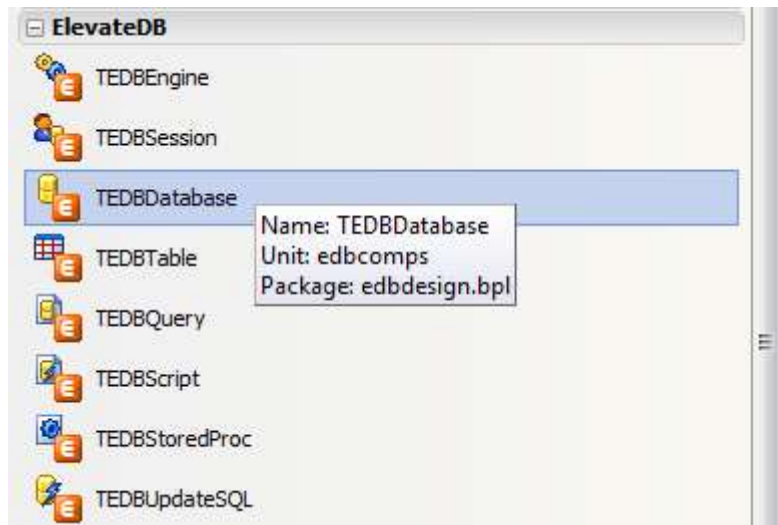 ElevateDB
TEDBEngine
TEDBSession
TEDBDatabase
Name: TEDBDatabase
Unit: edbcomps
Package: edbdesign.bpl
TEDBTable
TEDBQuery
TEDBScript
TEDBStoredProc
TEDBUpdateSQL